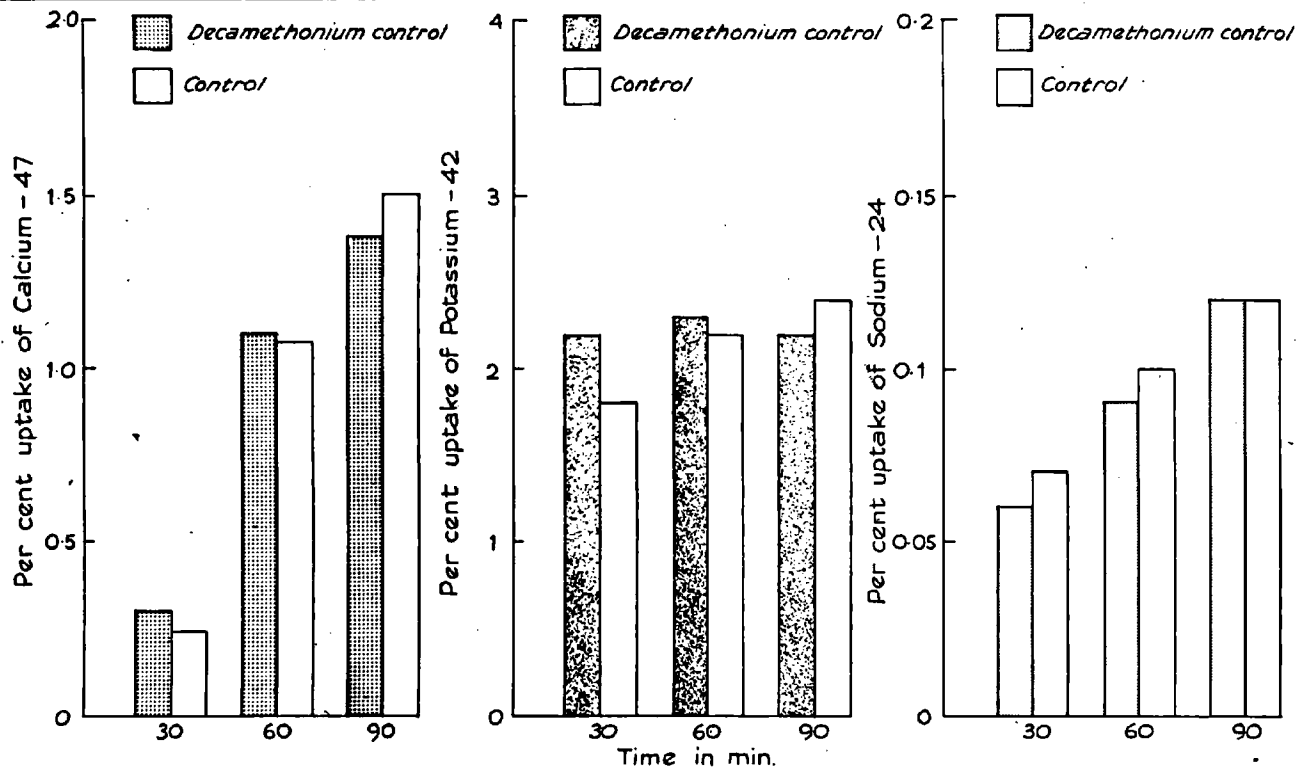 Per cent uptake of Calcium-47
2·0
1·5
1·0
0·5
0
Decamethonium control
Control
30 60 90
Per cent uptake of Potassium-42
4
3
2
1
0
Decamethonium control
Control
30 60 90
Time in min.
Per cent uptake of Sodium-24
0·2
0·15
0·1
0·05
0
Decamethonium control
Control
30 60 90